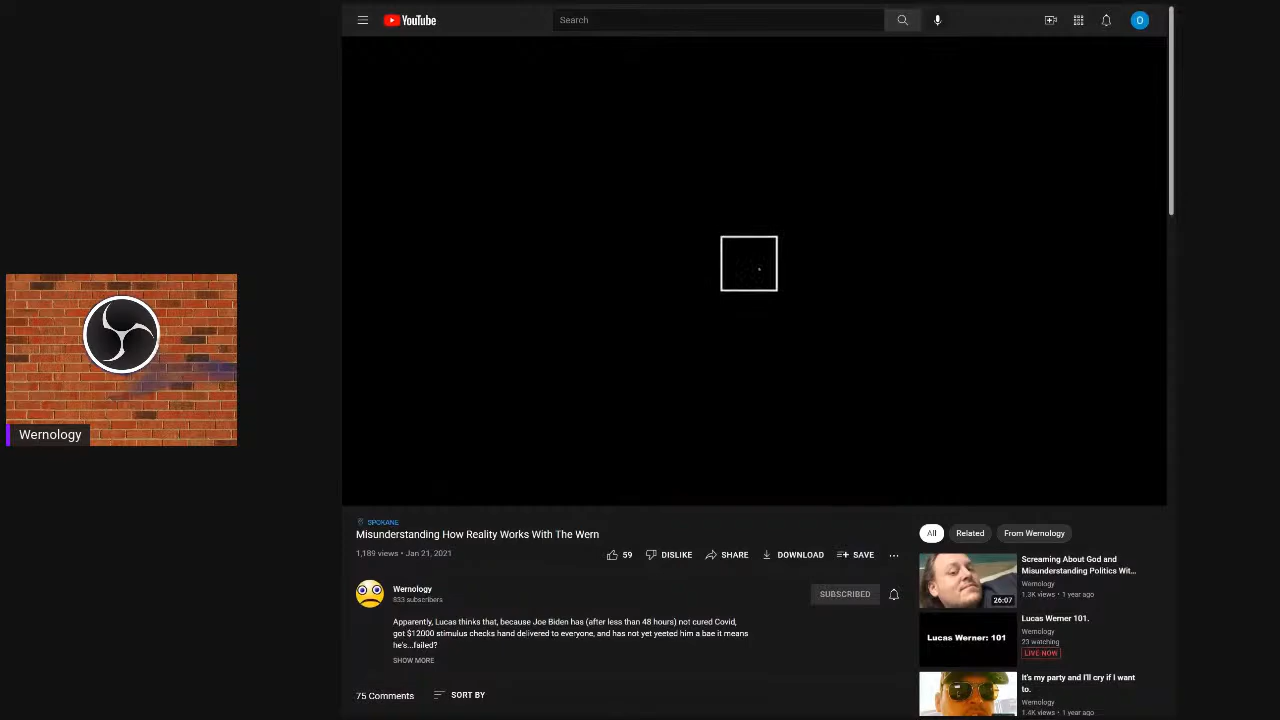 YouTube
Search
O
Wernology
SPOKANE
Misunderstanding How Reality Works With The Wern
1,189 views • Jan 21, 2021
59
DISLIKE
SHARE
DOWNLOAD
SAVE
Wernology
833 subscribers
SUBSCRIBED
Apparently, Lucas thinks that, because Joe Biden has (after less than 48 hours) not cured Covid,
got $12000 stimulus checks hand delivered to everyone, and has not yet yeeted him a bae it means
he's...failed?
SHOW MORE
75 Comments
SORT BY
All
Related
From Wernology
26:07
Screaming About God and
Misunderstanding Politics Wit...
Wernology
1.3K views • 1 year ago
Lucas Werner: 101
Lucas Werner 101.
Wernology
23 watching
LIVE NOW
It's my party and I'll cry if I want
to.
Wernology
1.4K views • 1 year ago